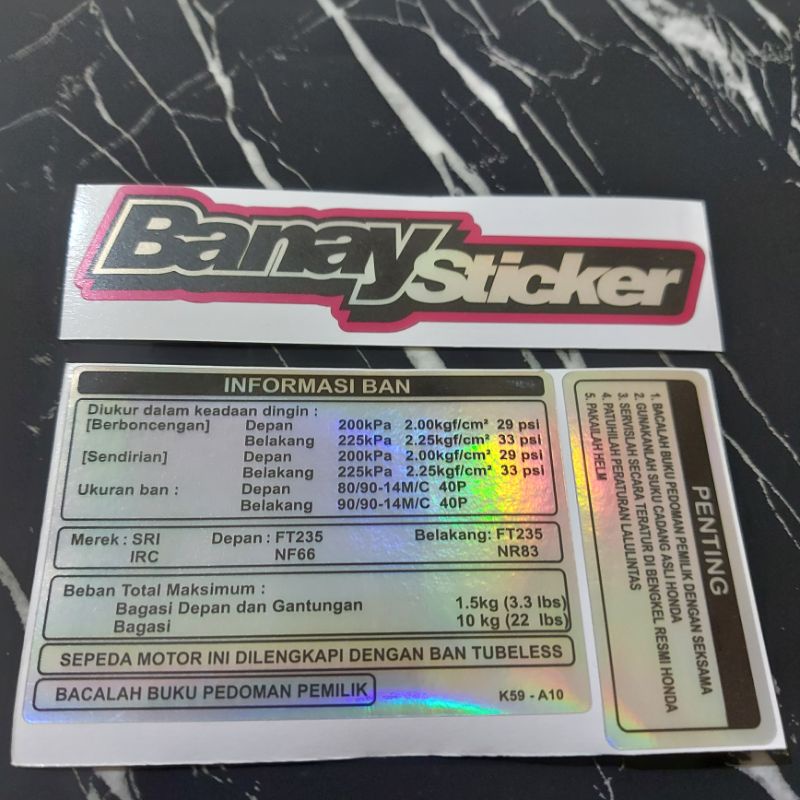 Banay Sticker
INFORMASI BAN
Diukur dalam keadaan dingin :
[Berboncengan] Depan 200kPa 2.00kgf/cm² 29 psi
Belakang 225kPa 2.25kgf/cm² 33 psi
[Sendirian] Depan 200kPa 2.00kgf/cm² 29 psi
Belakang 225kPa 2.25kgf/cm² 33 psi
Ukuran ban : Depan 80/90-14M/C 40P
Belakang 90/90-14M/C 40P
Merek : SRI Depan : FT235 Belakang: FT235
IRC NF66 NR83
Beban Total Maksimum :
Bagasi Depan dan Gantungan 1.5kg (3.3 lbs)
Bagasi 10 kg (22 lbs)
SEPEDA MOTOR INI DILENGKAPI DENGAN BAN TUBELESS
BACALAH BUKU PEDOMAN PEMILIK K59 - A10
PENTING
1. BACALAH BUKU PEDOMAN PEMILIK DENGAN SEKSAMA
2. GUNAKANLAH SUKU CADANG ASLI HONDA
3. SERVISLAH SECARA TERATUR DI BENGKEL RESMI HONDA
4. PATUHILAH PERATURAN LALULINTAS
5. PAKAILAH HELM